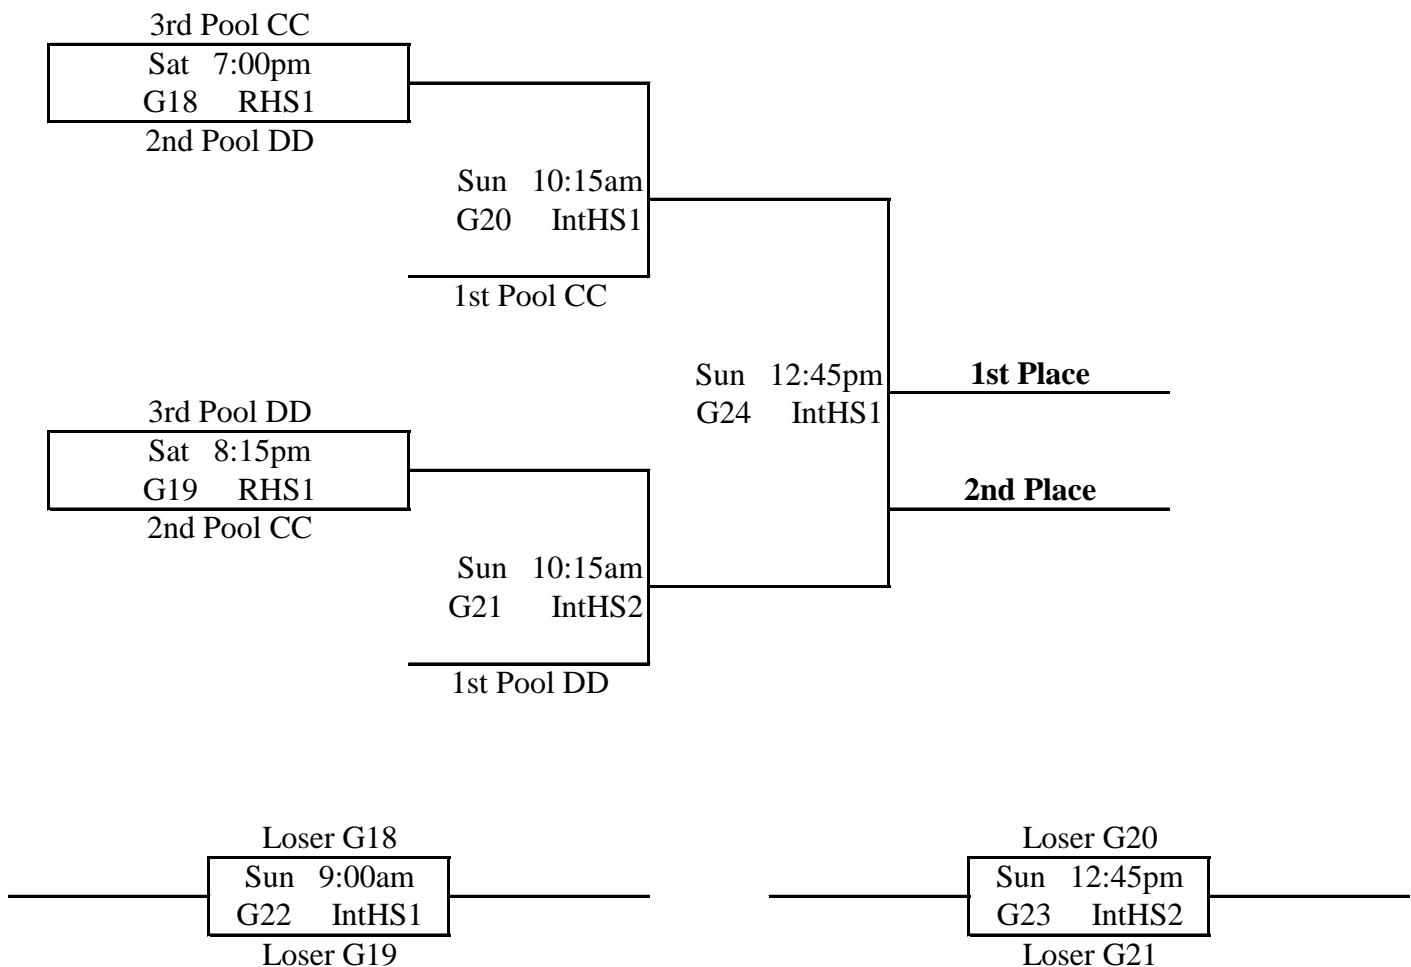 3rd Pool CC
Sat 7:00pm
G18 RHS1
2nd Pool DD
Sun 10:15am
G20 IntHS1
1st Pool CC
Sun 12:45pm
G24 IntHS1
1st Place
2nd Place
3rd Pool DD
Sat 8:15pm
G19 RHS1
2nd Pool CC
Sun 10:15am
G21 IntHS2
1st Pool DD
Loser G18
Sun 9:00am
G22 IntHS1
Loser G19
Loser G20
Sun 12:45pm
G23 IntHS2
Loser G21